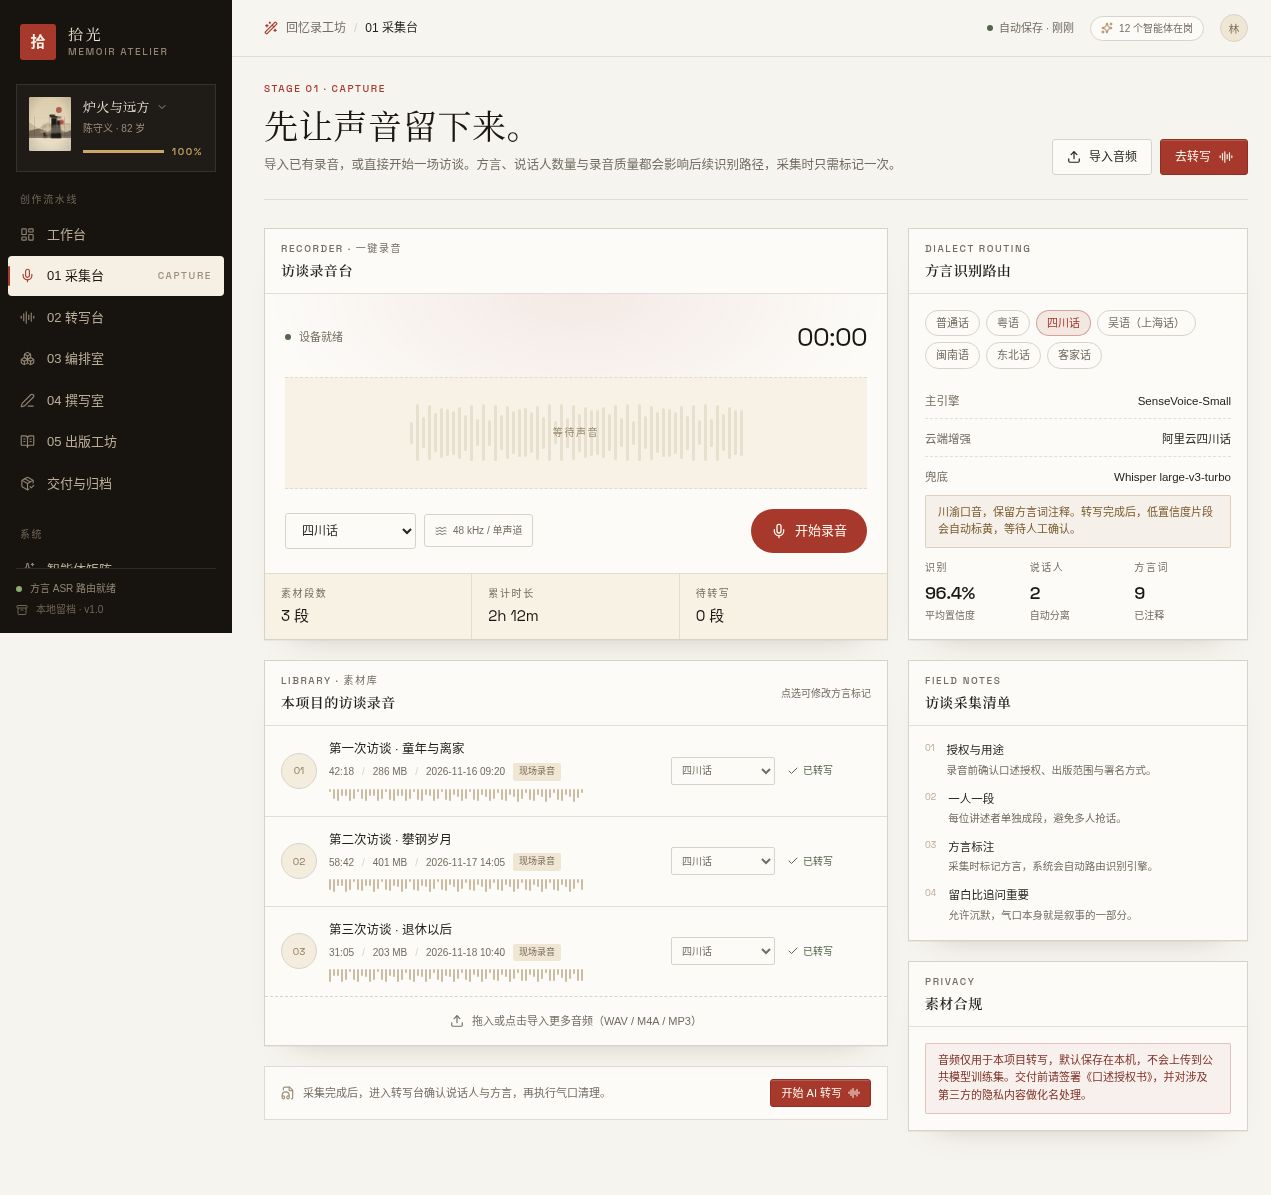 拾
拾光
MEMOIR ATELIER
炉火与远方
陈守义 · 82 岁
100%
创作流水线
工作台
01 采集台 CAPTURE
02 转写台
03 编排室
04 撰写室
05 出版工坊
交付与归档
系统
方言 ASR 路由就绪
本地留档 · v1.0
回忆录工坊 / 01 采集台
自动保存 · 刚刚
12 个智能体在岗
林
STAGE 01 · CAPTURE
先让声音留下来。
导入已有录音，或直接开始一场访谈。方言、说话人数量与录音质量都会影响后续识别路径，采集时只需标记一次。
导入音频
去转写
RECORDER · 一键录音
访谈录音台
设备就绪
00:00
等待声音
四川话
48 kHz / 单声道
开始录音
素材段数
3 段
累计时长
2h 12m
待转写
0 段
DIALECT ROUTING
方言识别路由
普通话 粤语 四川话 吴语（上海话）
闽南语 东北话 客家话
主引擎 SenseVoice-Small
云端增强 阿里云四川话
兜底 Whisper large-v3-turbo
川渝口音，保留方言词注释。转写完成后，低置信度片段
会自动标黄，等待人工确认。
识别
96.4%
平均置信度
说话人
2
自动分离
方言词
9
已注释
LIBRARY · 素材库
本项目的访谈录音
点选可修改方言标记
01
第一次访谈 · 童年与离家
42:18 / 286 MB / 2026-11-16 09:20 现场录音
四川话
已转写
02
第二次访谈 · 攀钢岁月
58:42 / 401 MB / 2026-11-17 14:05 现场录音
四川话
已转写
03
第三次访谈 · 退休以后
31:05 / 203 MB / 2026-11-18 10:40 现场录音
四川话
已转写
拖入或点击导入更多音频（WAV / M4A / MP3）
采集完成后，进入转写台确认说话人与方言，再执行气口清理。
开始 AI 转写
FIELD NOTES
访谈采集清单
01 授权与用途
录音前确认口述授权、出版范围与署名方式。
02 一人一段
每位讲述者单独成段，避免多人抢话。
03 方言标注
采集时标记方言，系统会自动路由识别引擎。
04 留白比追问重要
允许沉默，气口本身就是叙事的一部分。
PRIVACY
素材合规
音频仅用于本项目转写，默认保存在本机，不会上传到公
共模型训练集。交付前请签署《口述授权书》，并对涉及
第三方的隐私内容做化名处理。